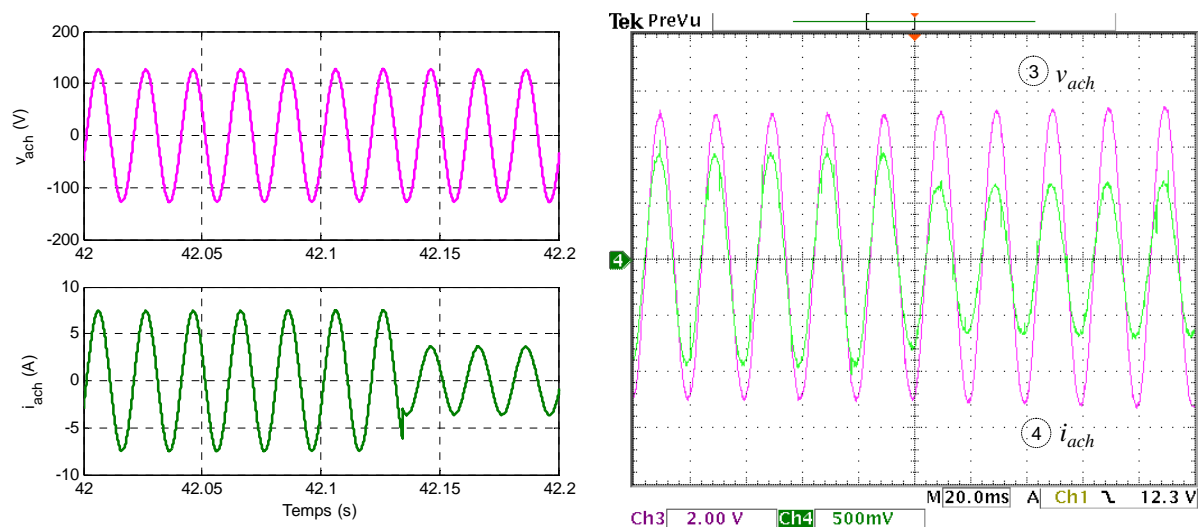 200
100
0
-100
-200
v_ach (V)
42 42.05 42.1 42.15 42.2
10
5
0
-5
-10
i_ach (A)
42 42.05 42.1 42.15 42.2
Temps (s)
Tek PreVu
3 v_ach
4
4 i_ach
M 20.0ms A Ch1 12.3 V
Ch3 2.00 V Ch4 500mV